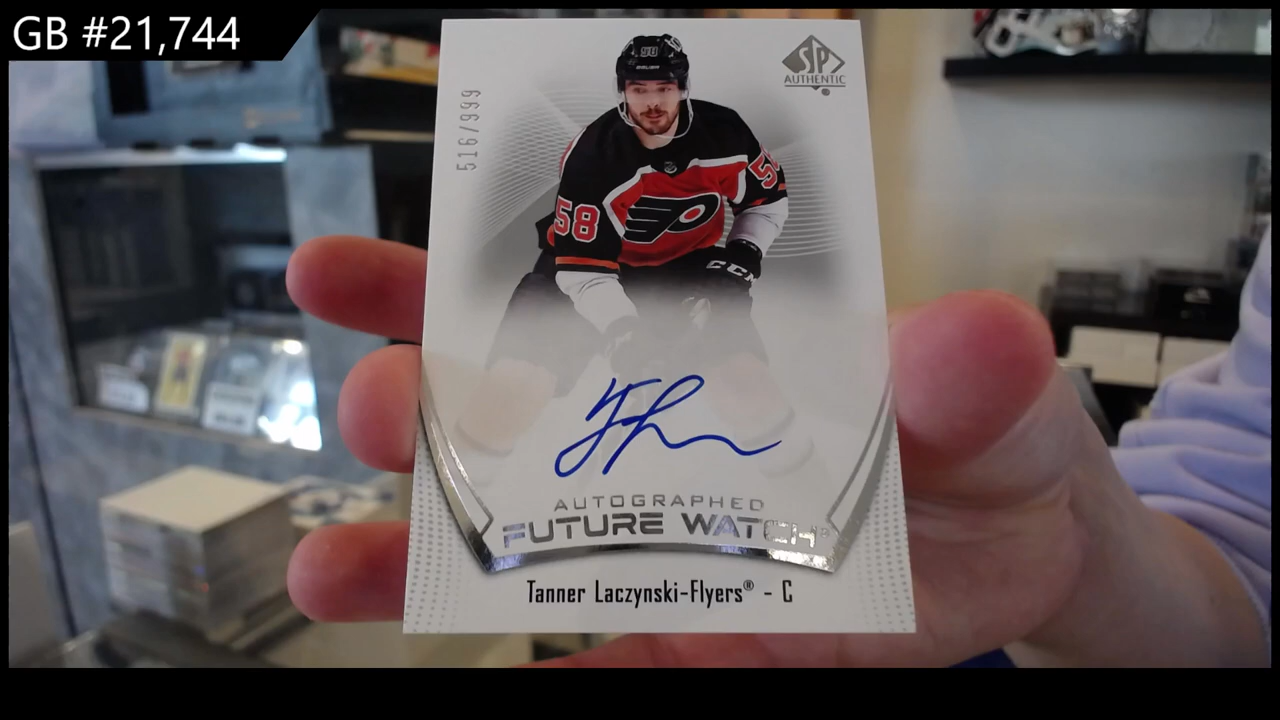 GB #21,744
516/999
SP
AUTHENTIC
58
58
CCM
AUTOGRAPHED
FUTURE WATCH
Tanner Laczynski-Flyers® - C